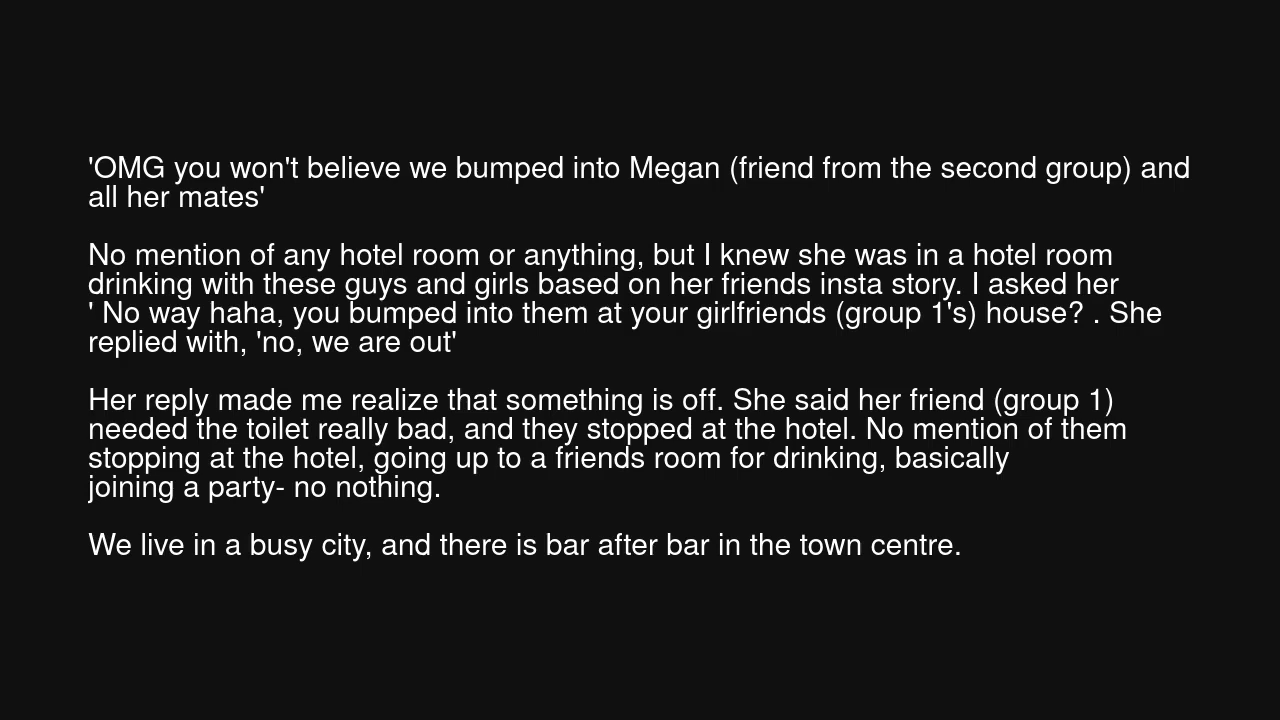 'OMG you won't believe we bumped into Megan (friend from the second group) and
all her mates'
No mention of any hotel room or anything, but I knew she was in a hotel room
drinking with these guys and girls based on her friends insta story. I asked her
' No way haha, you bumped into them at your girlfriends (group 1's) house? . She
replied with, 'no, we are out'
Her reply made me realize that something is off. She said her friend (group 1)
needed the toilet really bad, and they stopped at the hotel. No mention of them
stopping at the hotel, going up to a friends room for drinking, basically
joining a party- no nothing.
We live in a busy city, and there is bar after bar in the town centre.